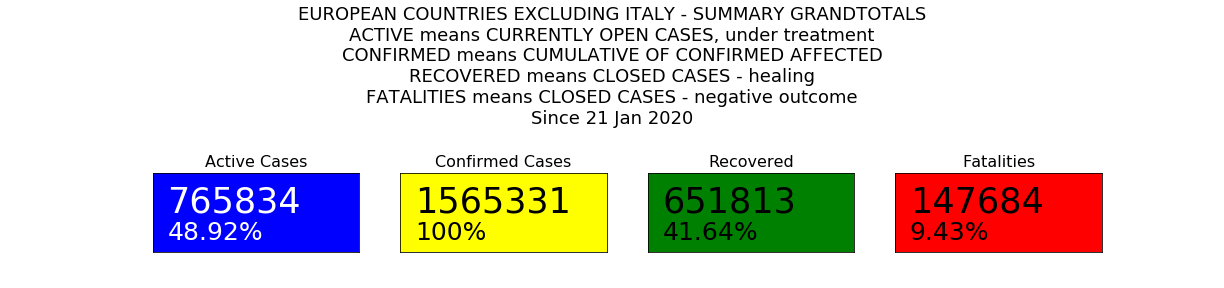 EUROPEAN COUNTRIES EXCLUDING ITALY - SUMMARY GRANDTOTALS
ACTIVE means CURRENTLY OPEN CASES, under treatment
CONFIRMED means CUMULATIVE OF CONFIRMED AFFECTED
RECOVERED means CLOSED CASES - healing
FATALITIES means CLOSED CASES - negative outcome
Since 21 Jan 2020
Active Cases
765834
48.92%
Confirmed Cases
1565331
100%
Recovered
651813
41.64%
Fatalities
147684
9.43%